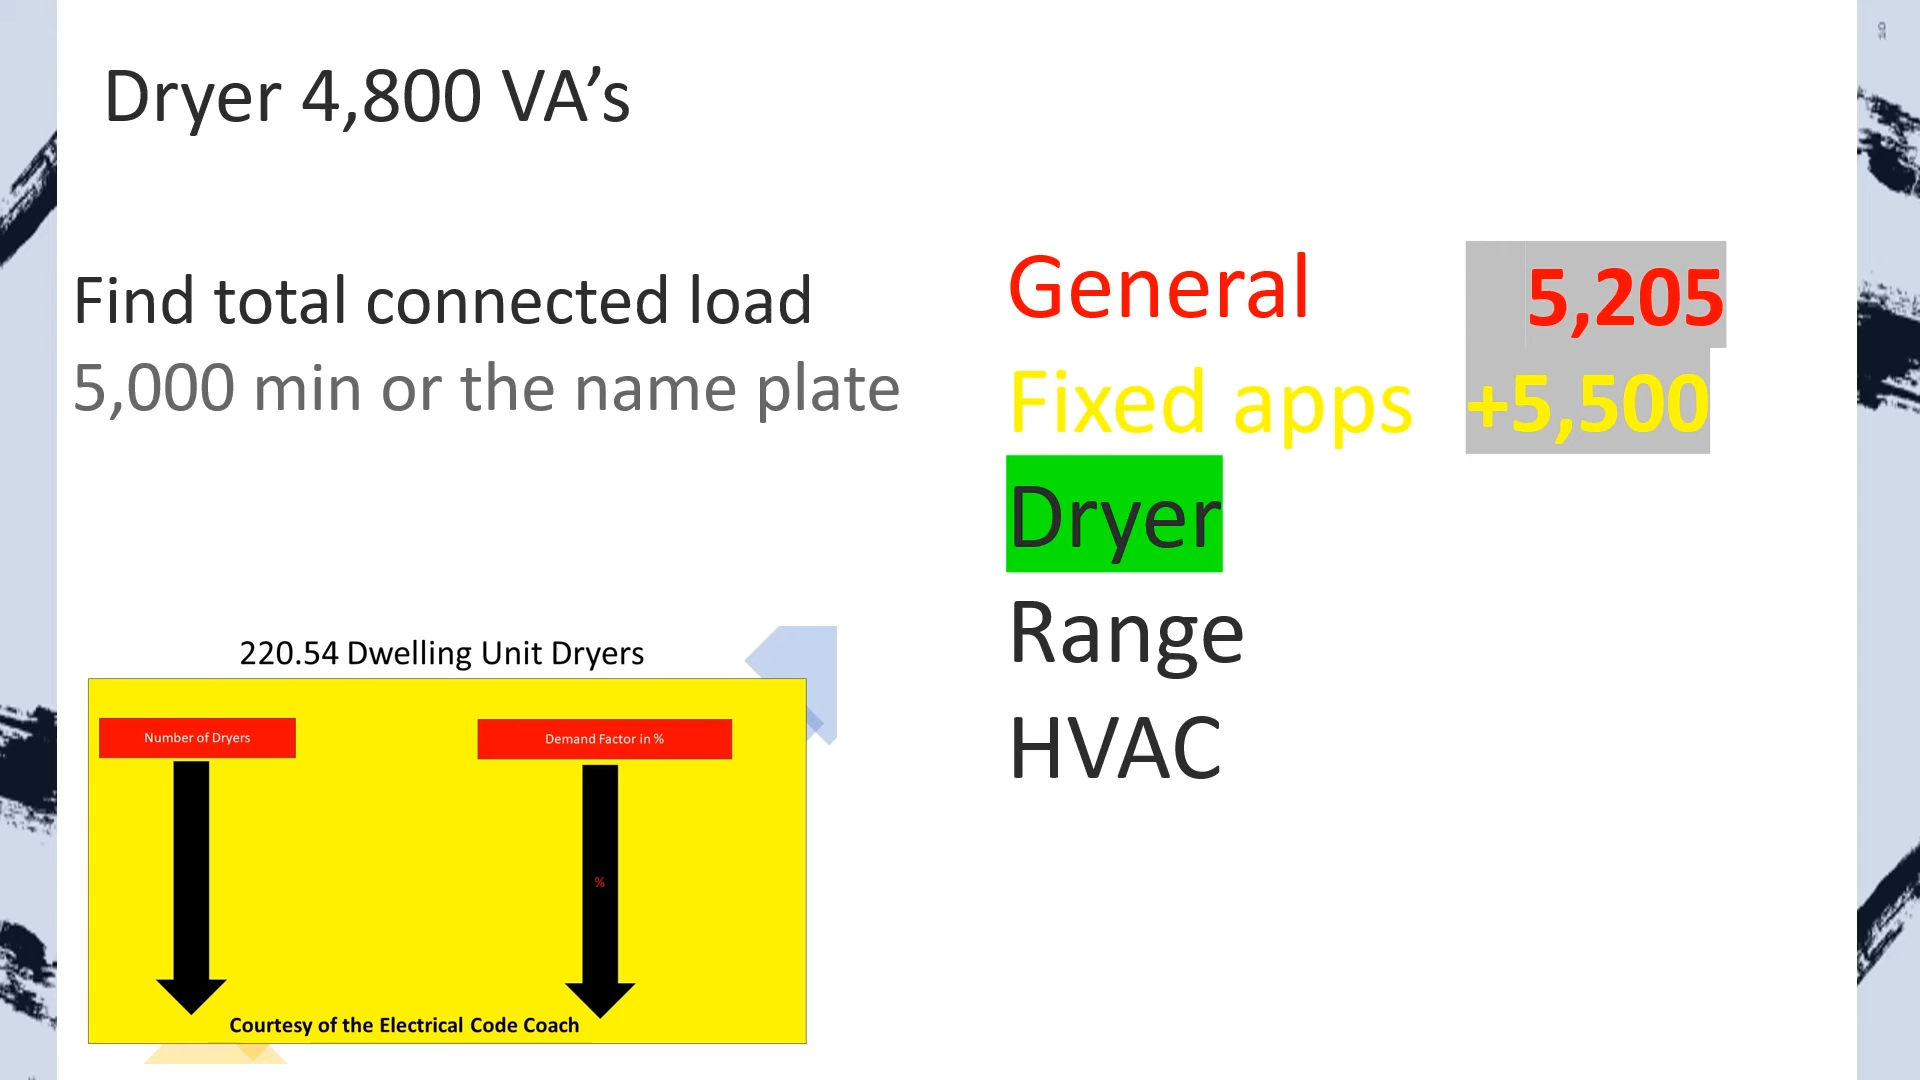 Dryer 4,800 VA’s
Find total connected load
5,000 min or the name plate
General 5,205
Fixed apps +5,500
Dryer
Range
HVAC
220.54 Dwelling Unit Dryers
Number of Dryers
Demand Factor in %
%
Courtesy of the Electrical Code Coach